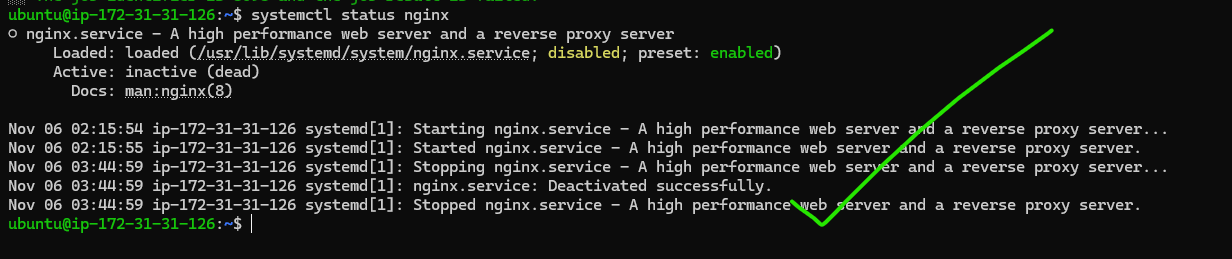 ubuntu@ip-172-31-31-126:~$ systemctl status nginx
○ nginx.service - A high performance web server and a reverse proxy server
Loaded: loaded (/usr/lib/systemd/system/nginx.service; disabled; preset: enabled)
Active: inactive (dead)
Docs: man:nginx(8)
Nov 06 02:15:54 ip-172-31-31-126 systemd[1]: Starting nginx.service - A high performance web server and a reverse proxy server...
Nov 06 02:15:55 ip-172-31-31-126 systemd[1]: Started nginx.service - A high performance web server and a reverse proxy server.
Nov 06 03:44:59 ip-172-31-31-126 systemd[1]: Stopping nginx.service - A high performance web server and a reverse proxy server...
Nov 06 03:44:59 ip-172-31-31-126 systemd[1]: nginx.service: Deactivated successfully.
Nov 06 03:44:59 ip-172-31-31-126 systemd[1]: Stopped nginx.service - A high performance web server and a reverse proxy server.
ubuntu@ip-172-31-31-126:~$